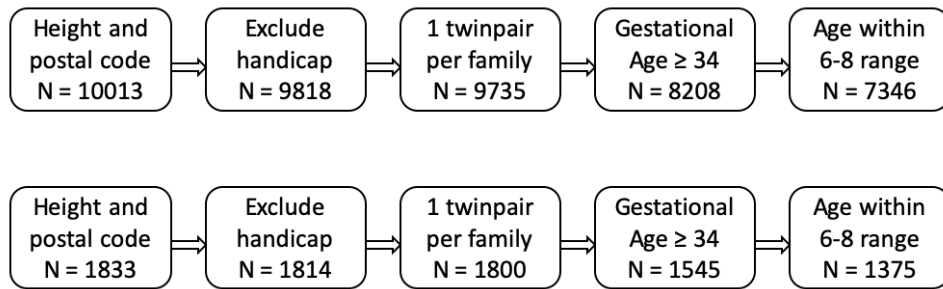 Height and
postal code
N = 10013
Exclude
handicap
N = 9818
1 twinpair
per family
N = 9735
Gestational
Age ≥ 34
N = 8208
Age within
6-8 range
N = 7346
Height and
postal code
N = 1833
Exclude
handicap
N = 1814
1 twinpair
per family
N = 1800
Gestational
Age ≥ 34
N = 1545
Age within
6-8 range
N = 1375